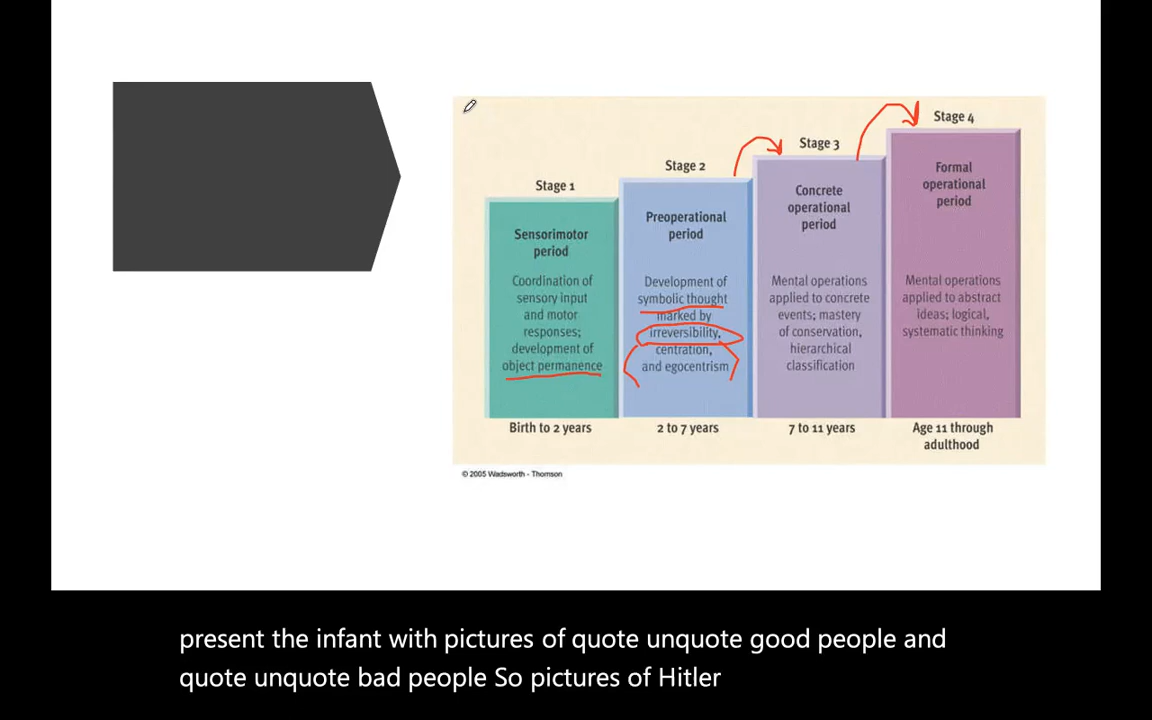 Stage 1
Sensorimotor
period
Coordination of
sensory input
and motor
responses;
development of
object permanence
Birth to 2 years
Stage 2
Preoperational
period
Development of
symbolic thought
marked by
irreversibility,
centration,
and egocentrism
2 to 7 years
Stage 3
Concrete
operational
period
Mental operations
applied to concrete
events; mastery
of conservation,
hierarchical
classification
7 to 11 years
Stage 4
Formal
operational
period
Mental operations
applied to abstract
ideas; logical,
systematic thinking
Age 11 through
adulthood
© 2005 Wadsworth - Thomson
present the infant with pictures of quote unquote good people and
quote unquote bad people So pictures of Hitler